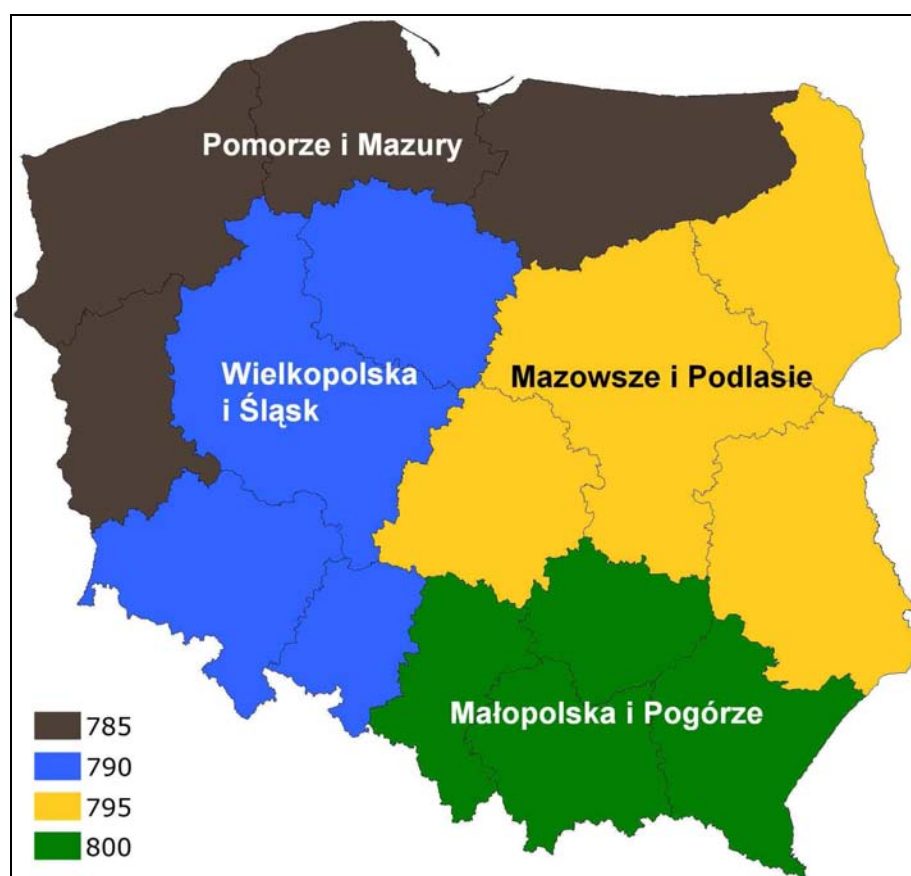 Pomorze i Mazury
Wielkopolska
i Śląsk
Mazowsze i Podlasie
Małopolska i Pogórze
785
790
795
800